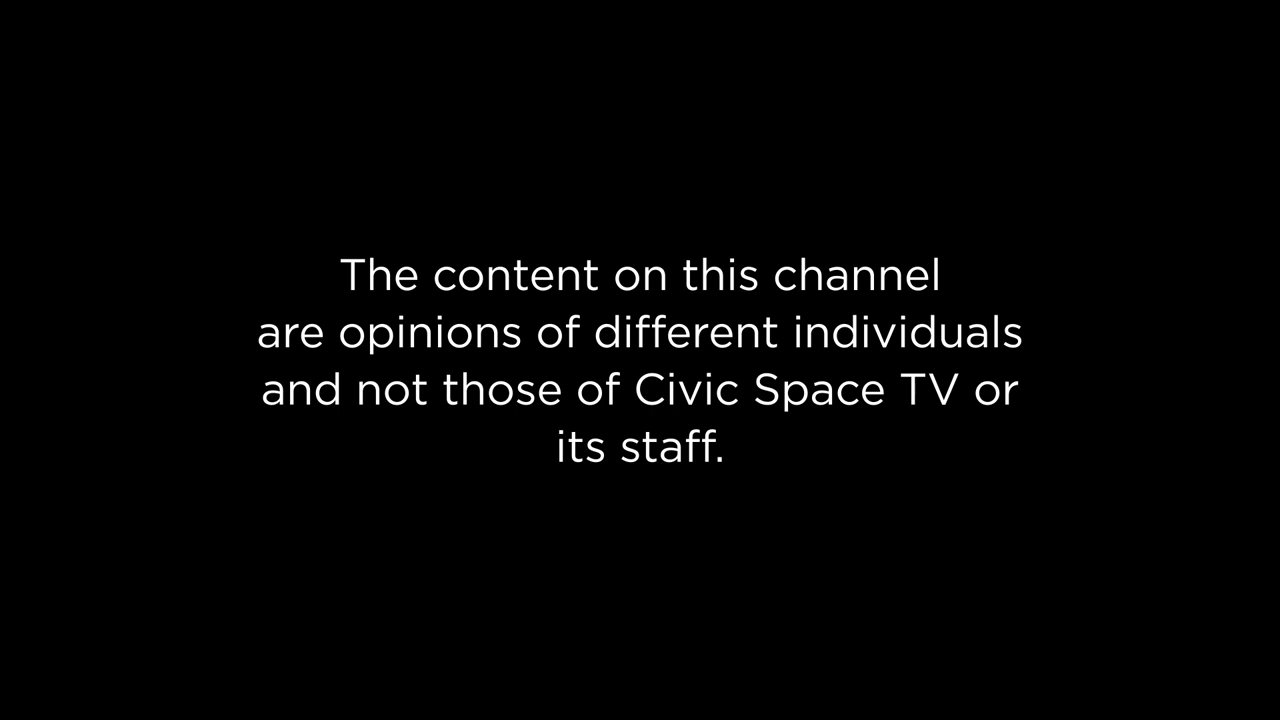 The content on this channel
are opinions of different individuals
and not those of Civic Space TV or
its staff.